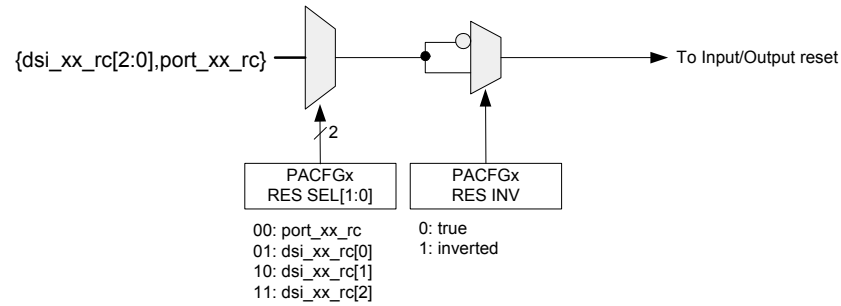 {dsi_xx_rc[2:0],port_xx_rc}
To Input/Output reset
2
PACFGx
RES SEL[1:0]
PACFGx
RES INV
00: port_xx_rc
01: dsi_xx_rc[0]
10: dsi_xx_rc[1]
11: dsi_xx_rc[2]
0: true
1: inverted